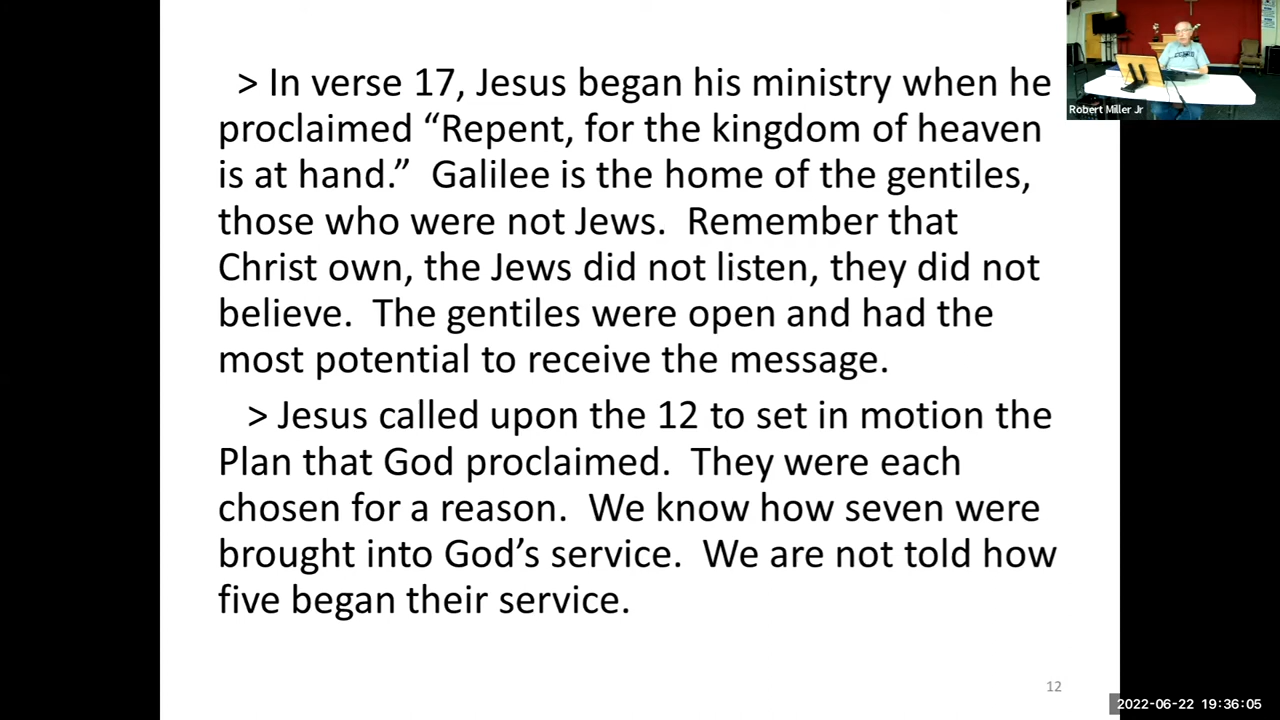 > In verse 17, Jesus began his ministry when he
proclaimed “Repent, for the kingdom of heaven
is at hand.”  Galilee is the home of the gentiles,
those who were not Jews.  Remember that
Christ own, the Jews did not listen, they did not
believe.  The gentiles were open and had the
most potential to receive the message.
> Jesus called upon the 12 to set in motion the
Plan that God proclaimed.  They were each
chosen for a reason.  We know how seven were
brought into God’s service.  We are not told how
five began their service.
12
Robert Miller Jr
2022-06-22 19:36:05